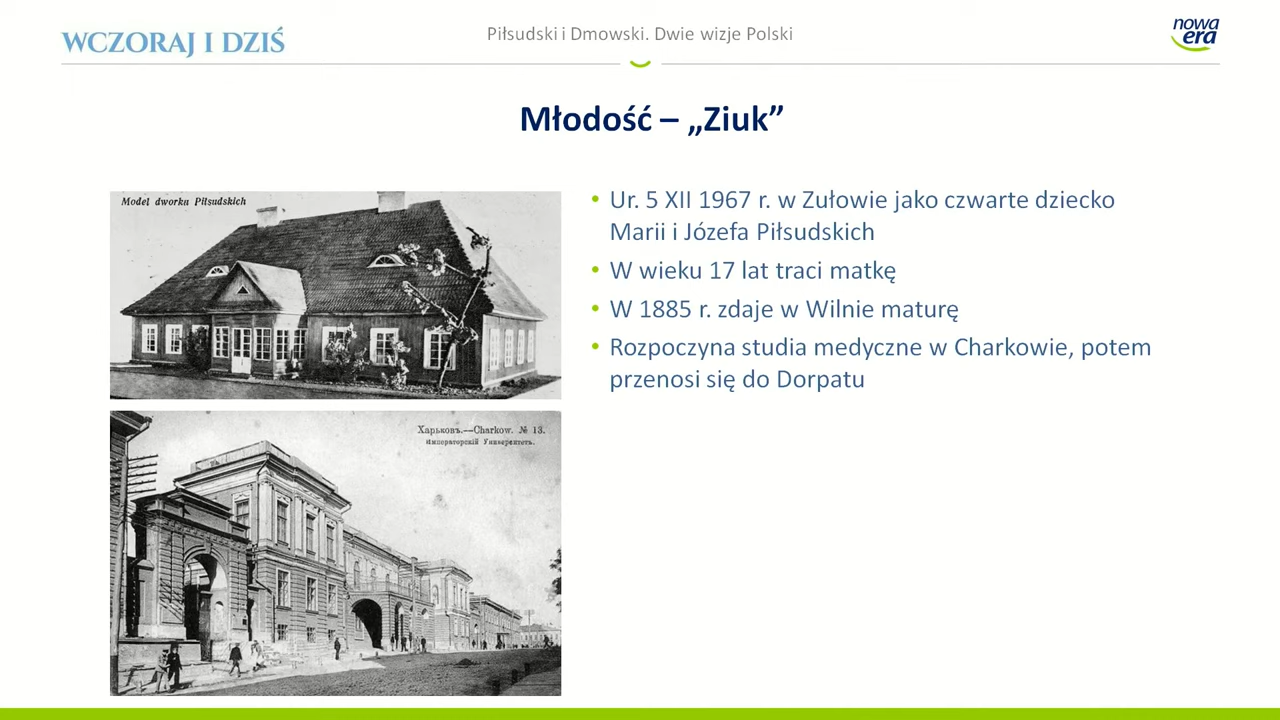 WCZORAJ I DZIŚ
Piłsudski i Dmowski. Dwie wizje Polski
nowa
era
Młodość – „Ziuk”
Model dworku Piłsudskich
• Ur. 5 XII 1967 r. w Zułowie jako czwarte dziecko
Marii i Józefa Piłsudskich
• W wieku 17 lat traci matkę
• W 1885 r. zdaje w Wilnie maturę
• Rozpoczyna studia medyczne w Charkowie, potem
przenosi się do Dorpatu
Харьковъ.—Charkow. № 13.
Императорскій Университетъ.